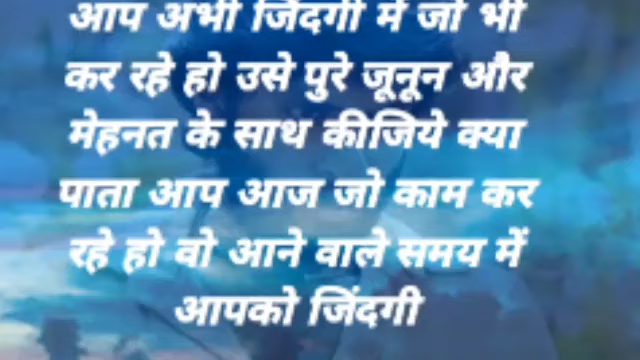 आप अभी जिंदगी में जो भी
कर रहे हो उसे पुरे जूनून और
मेहनत के साथ कीजिये क्या
पाता आप आज जो काम कर
रहे हो वो आने वाले समय में
आपको जिंदगी